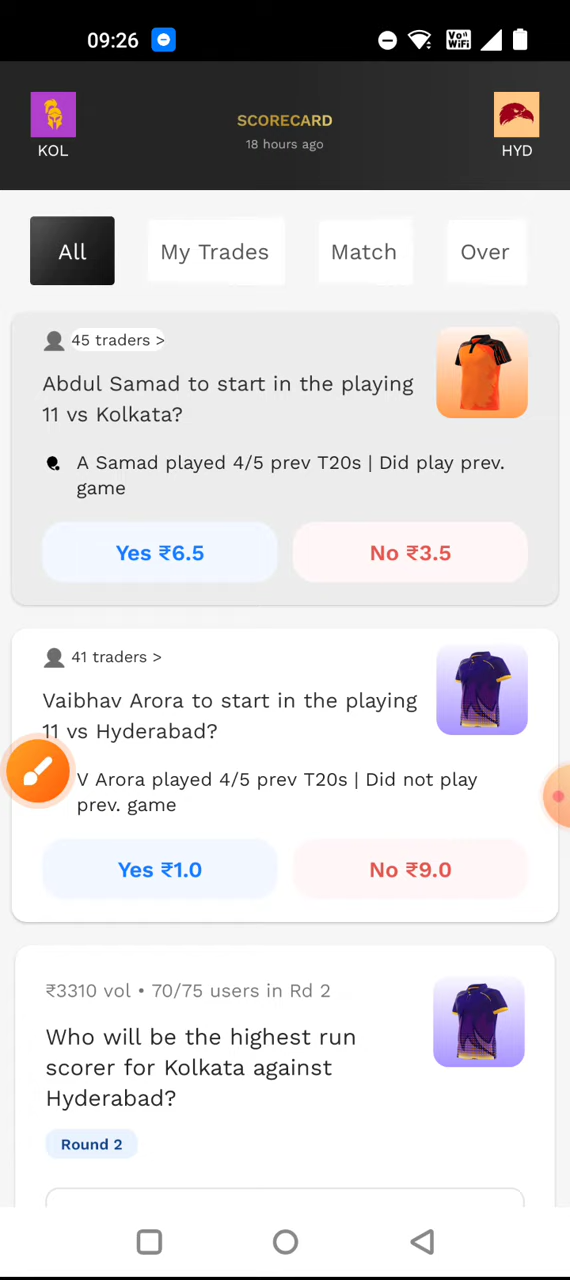 09:26
Vo))
WiFi
SCORECARD
18 hours ago
KOL
HYD
All
My Trades
Match
Over
45 traders >
Abdul Samad to start in the playing
11 vs Kolkata?
A Samad played 4/5 prev T20s | Did play prev.
game
Yes ₹6.5
No ₹3.5
41 traders >
Vaibhav Arora to start in the playing
11 vs Hyderabad?
V Arora played 4/5 prev T20s | Did not play
prev. game
Yes ₹1.0
No ₹9.0
₹3310 vol • 70/75 users in Rd 2
Who will be the highest run
scorer for Kolkata against
Hyderabad?
Round 2